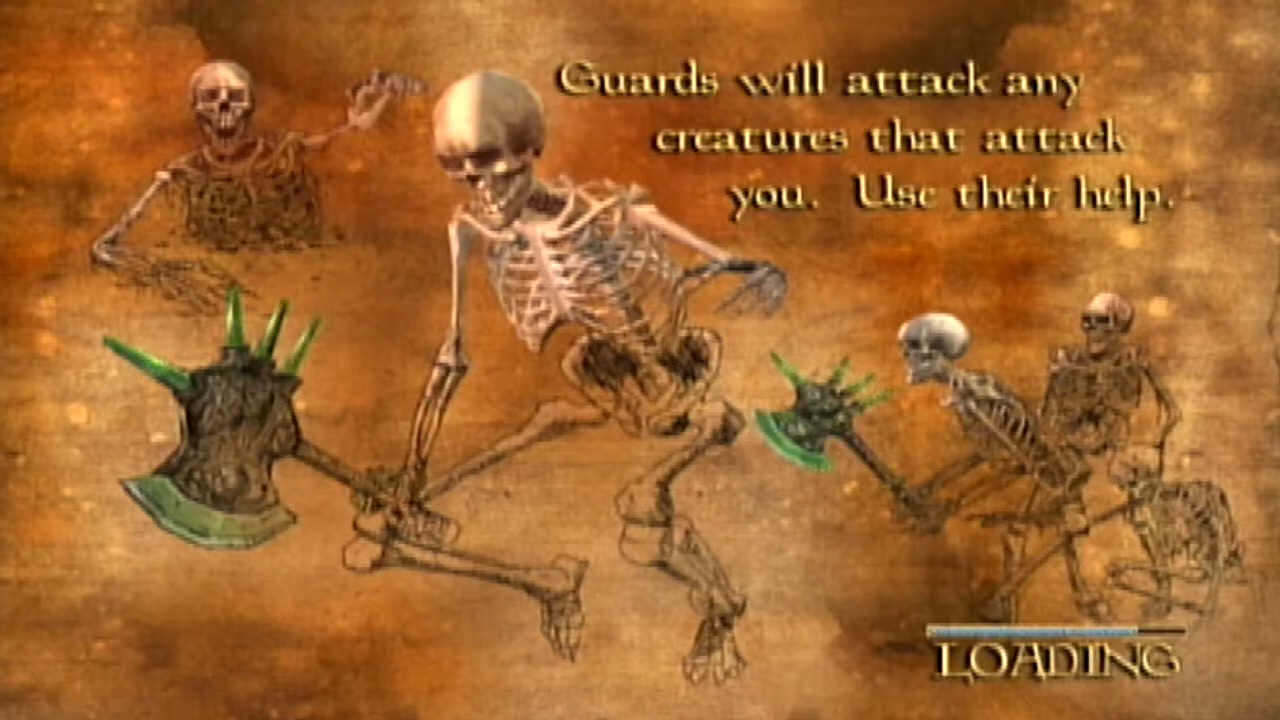 Guards will attack any
creatures that attack
you. Use their help.
LOADING